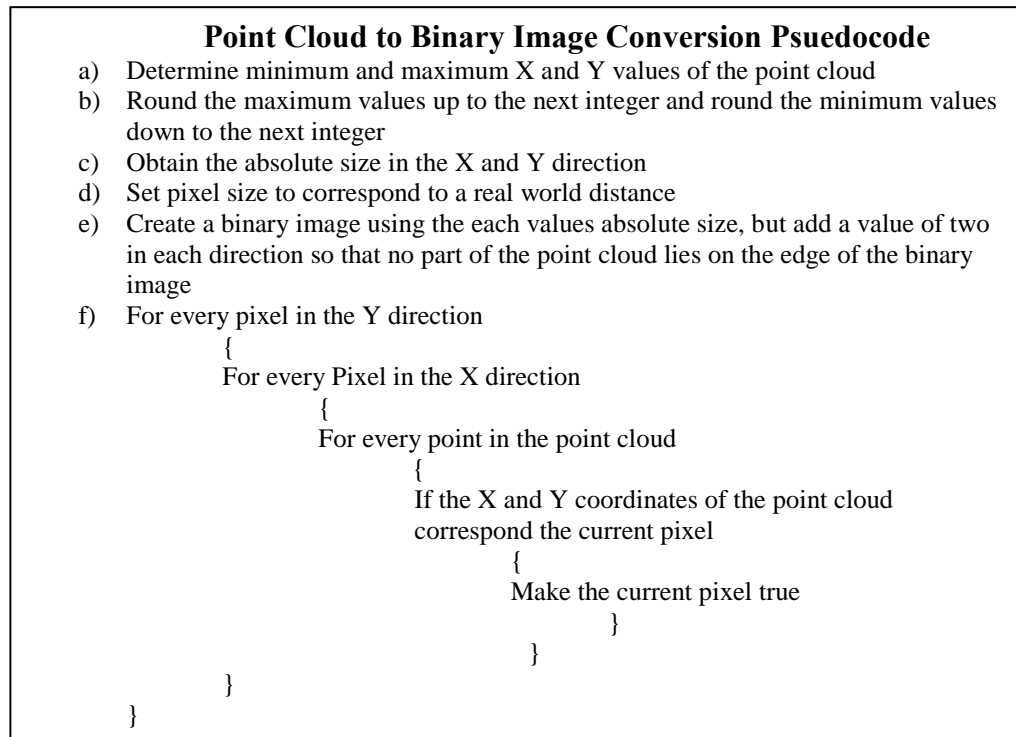 Point Cloud to Binary Image Conversion Psuedocode
a) Determine minimum and maximum X and Y values of the point cloud
b) Round the maximum values up to the next integer and round the minimum values
down to the next integer
c) Obtain the absolute size in the X and Y direction
d) Set pixel size to correspond to a real world distance
e) Create a binary image using the each values absolute size, but add a value of two
in each direction so that no part of the point cloud lies on the edge of the binary
image
f) For every pixel in the Y direction
{
For every Pixel in the X direction
{
For every point in the point cloud
{
If the X and Y coordinates of the point cloud
correspond the current pixel
{
Make the current pixel true
}
}
}
}